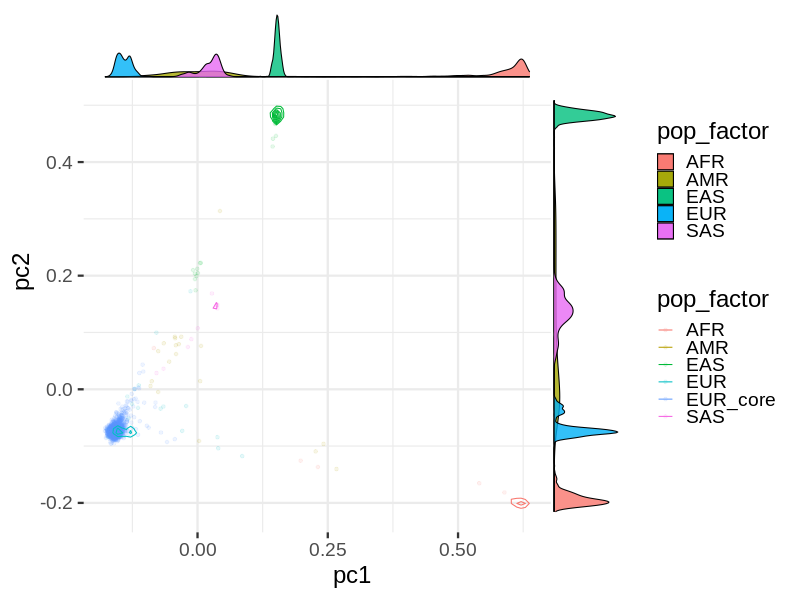 pop_factor
AFR
AMR
EAS
EUR
SAS
pop_factor
AFR
AMR
EAS
EUR
EUR_core
SAS
0.4
0.2
0.0
-0.2
pc2
0.00
0.25
0.50
pc1